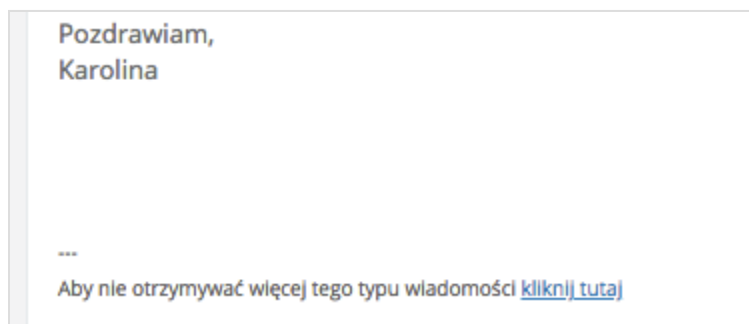 Pozdrawiam,
Karolina
---
Aby nie otrzymywać więcej tego typu wiadomości kliknij tutaj